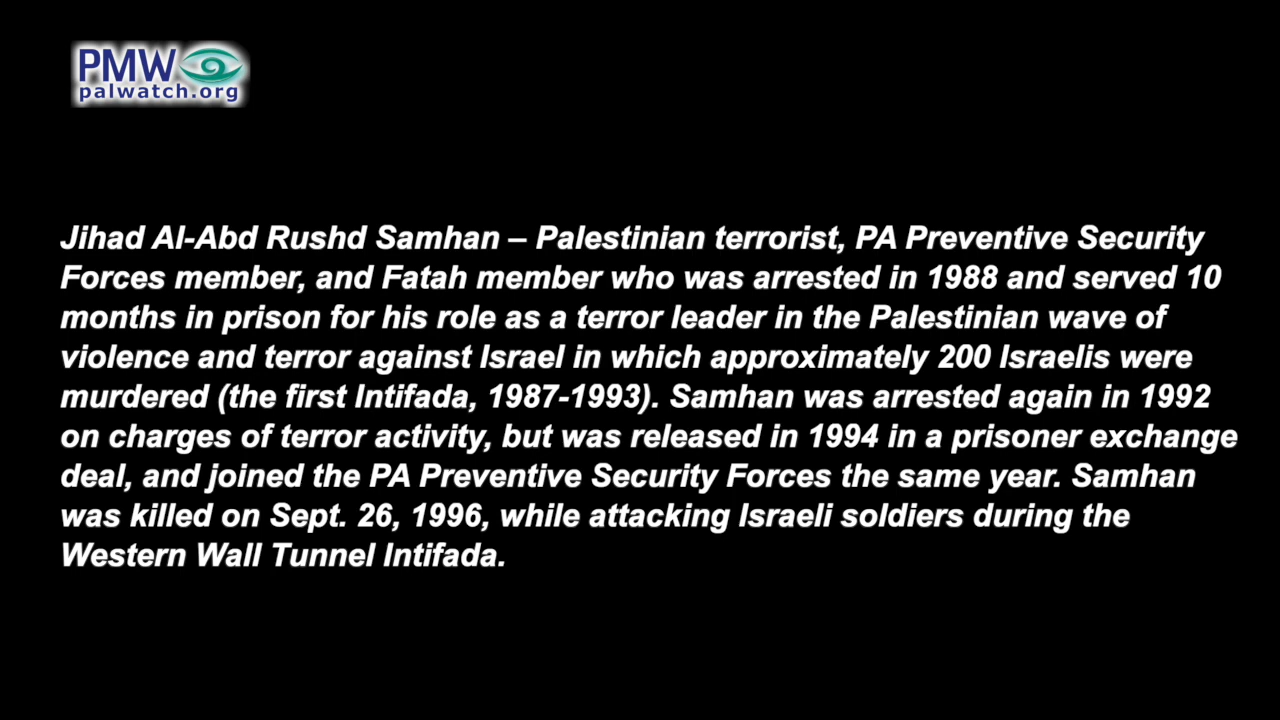 PMW
palwatch.org
Jihad Al-Abd Rushd Samhan – Palestinian terrorist, PA Preventive Security
Forces member, and Fatah member who was arrested in 1988 and served 10
months in prison for his role as a terror leader in the Palestinian wave of
violence and terror against Israel in which approximately 200 Israelis were
murdered (the first Intifada, 1987-1993). Samhan was arrested again in 1992
on charges of terror activity, but was released in 1994 in a prisoner exchange
deal, and joined the PA Preventive Security Forces the same year. Samhan
was killed on Sept. 26, 1996, while attacking Israeli soldiers during the
Western Wall Tunnel Intifada.